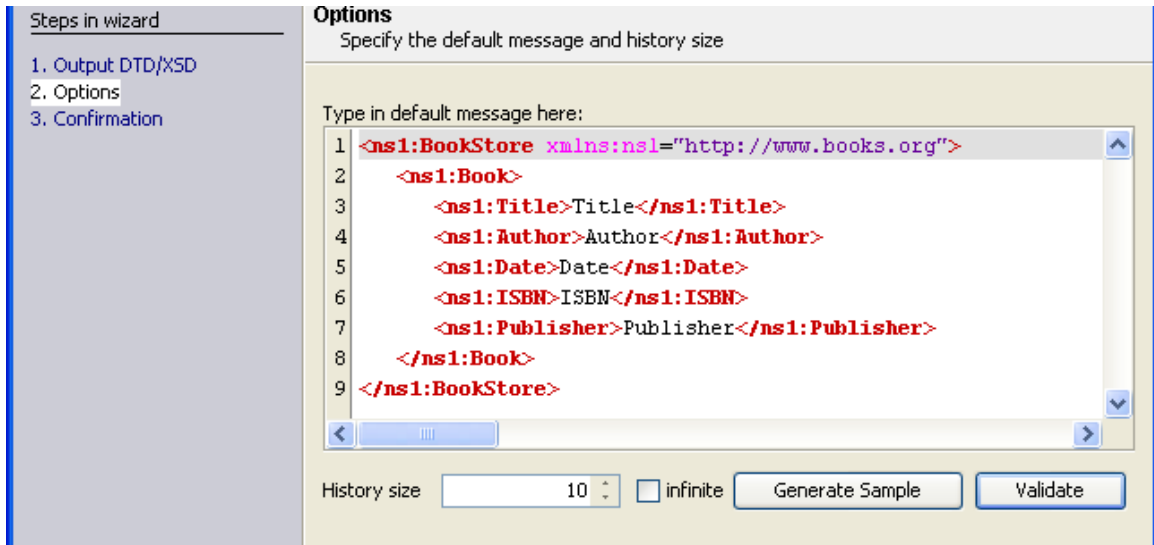 Steps in wizard
1. Output DTD/XSD
2. Options
3. Confirmation
Options
Specify the default message and history size
Type in default message here:
1 <ns1:BookStore xmlns:nsl="http://www.books.org">
2 <ns1:Book>
3 <ns1:Title>Title</ns1:Title>
4 <ns1:Author>Author</ns1:Author>
5 <ns1:Date>Date</ns1:Date>
6 <ns1:ISBN>ISBN</ns1:ISBN>
7 <ns1:Publisher>Publisher</ns1:Publisher>
8 </ns1:Book>
9 </ns1:BookStore>
History size 10 infinite Generate Sample Validate